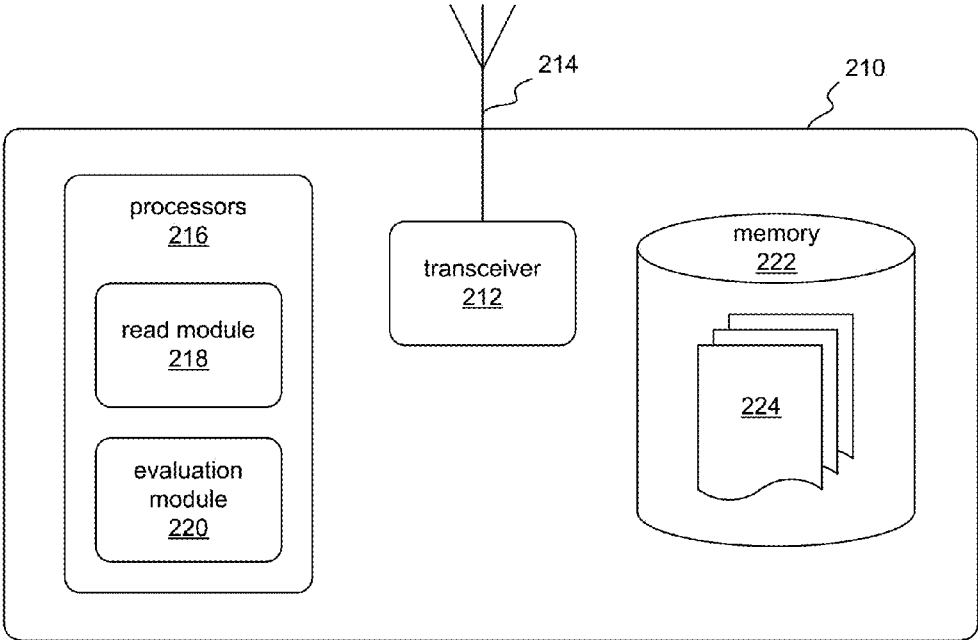 214
210
processors
216
read module
218
evaluation
module
220
transceiver
212
memory
222
224